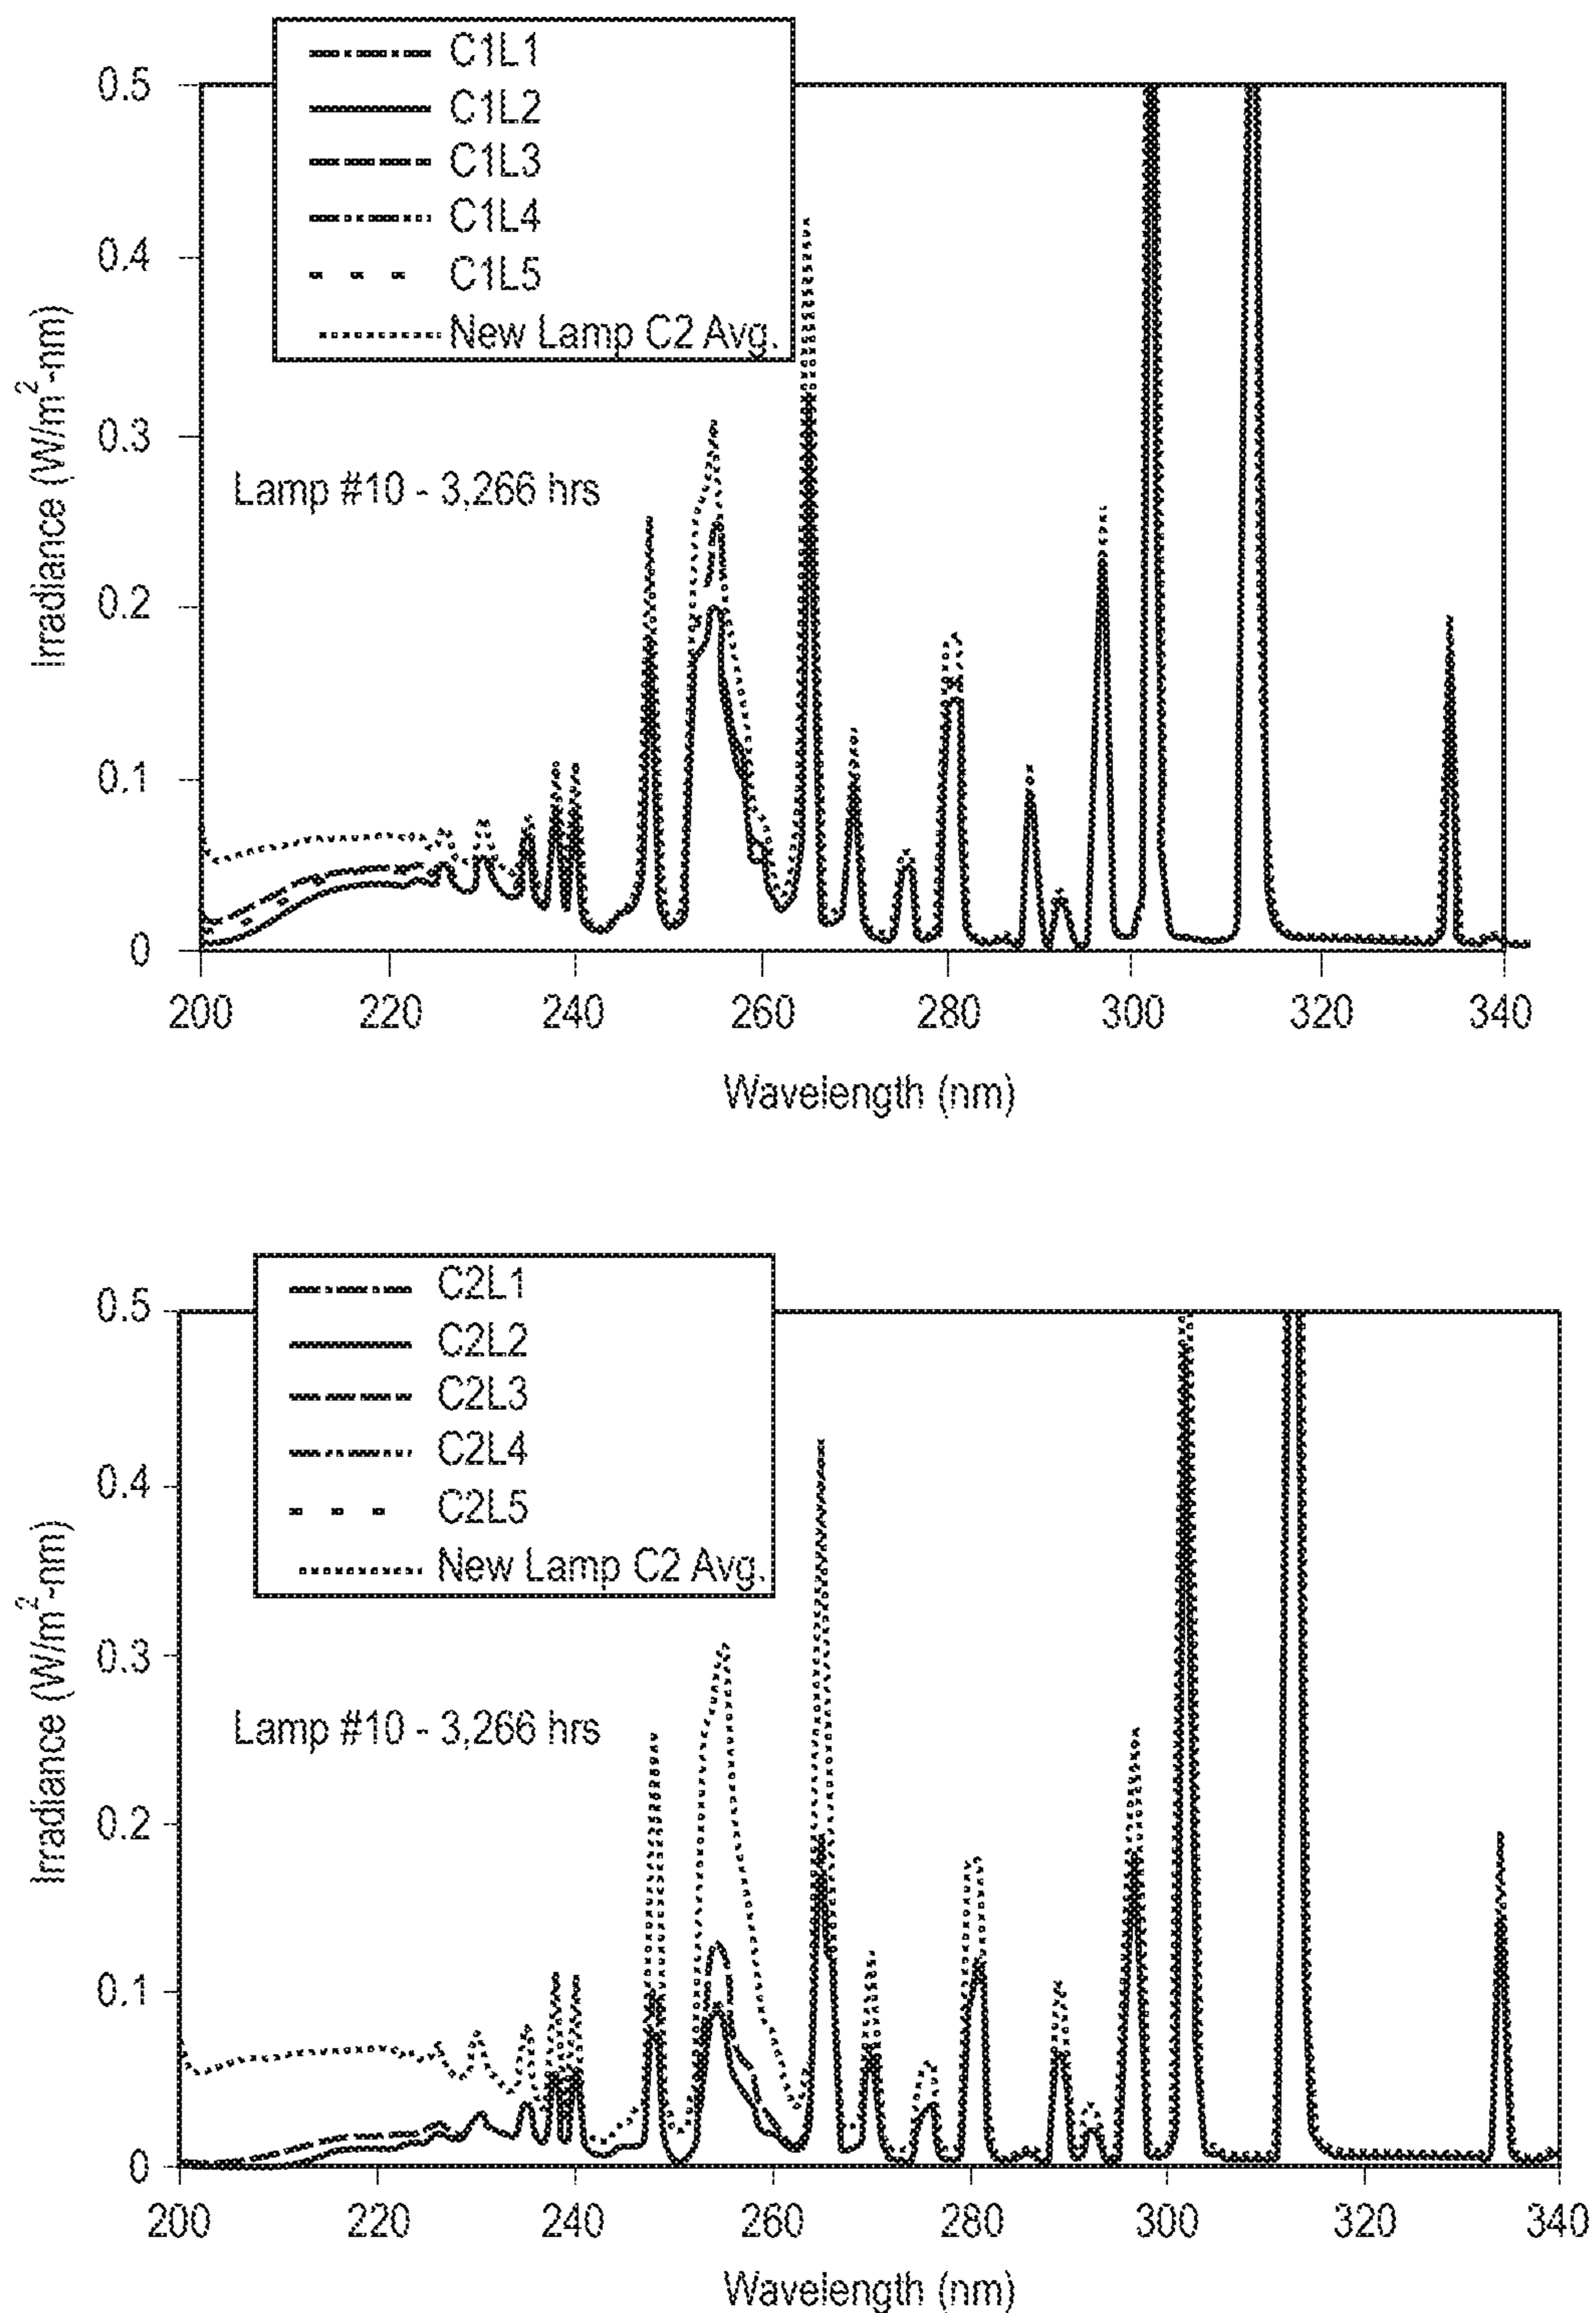 C1L1
C1L2
C1L3
C1L4
C1L5
New Lamp C2 Avg.
0.5
0.4
0.3
0.2
0.1
0
Irradiance (W/m²-nm)
Lamp #10 - 3,266 hrs
200 220 240 260 280 300 320 340
Wavelength (nm)
C2L1
C2L2
C2L3
C2L4
C2L5
New Lamp C2 Avg.
0.5
0.4
0.3
0.2
0.1
0
Irradiance (W/m²-nm)
Lamp #10 - 3,266 hrs
200 220 240 260 280 300 320 340
Wavelength (nm)